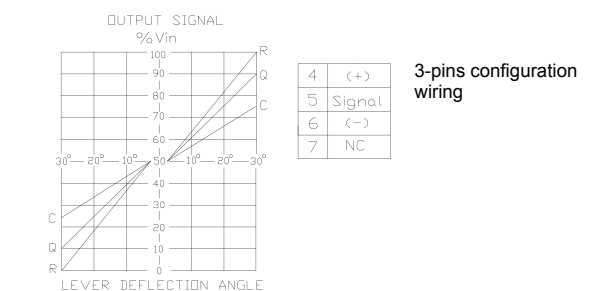 OUTPUT SIGNAL
%Vin
100
90
80
70
60
30° 20° 10° 50 10° 20° 30°
40
30
20
10
0
R
Q
C
C
Q
R
LEVER DEFLECTION ANGLE
4 (+)
5 Signal
6 (-)
7 NC
3-pins configuration
wiring